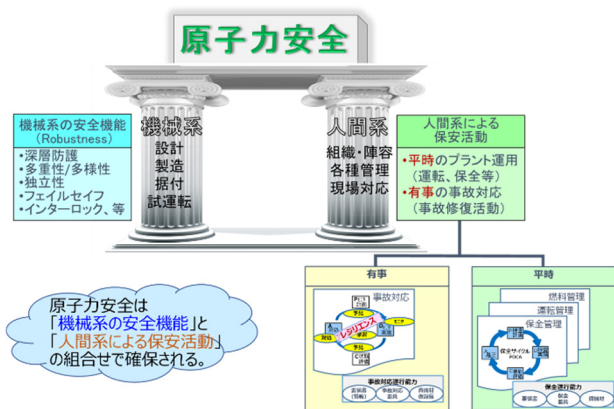 原子力安全
機械系の安全機能
(Robustness)
•深層防護
•多重性/多様性
•独立性
•フェイルセイフ
•インターロック、等
機械系
設計
製造
据付
試運転
人間系
組織・陣容
各種管理
現場対応
人間系による
保安活動
•平時のプラント運用
(運転、保全等)
•有事の事故対応
(事故修復活動)
原子力安全は
「機械系の安全機能」と
「人間系による保安活動」
の組合せで確保される。
有事
事故対応
レジリエンス
予見
事故対応遂行能力
平時
燃料管理
運転管理
保全管理
保全サイクル
PDCA
保全遂行能力